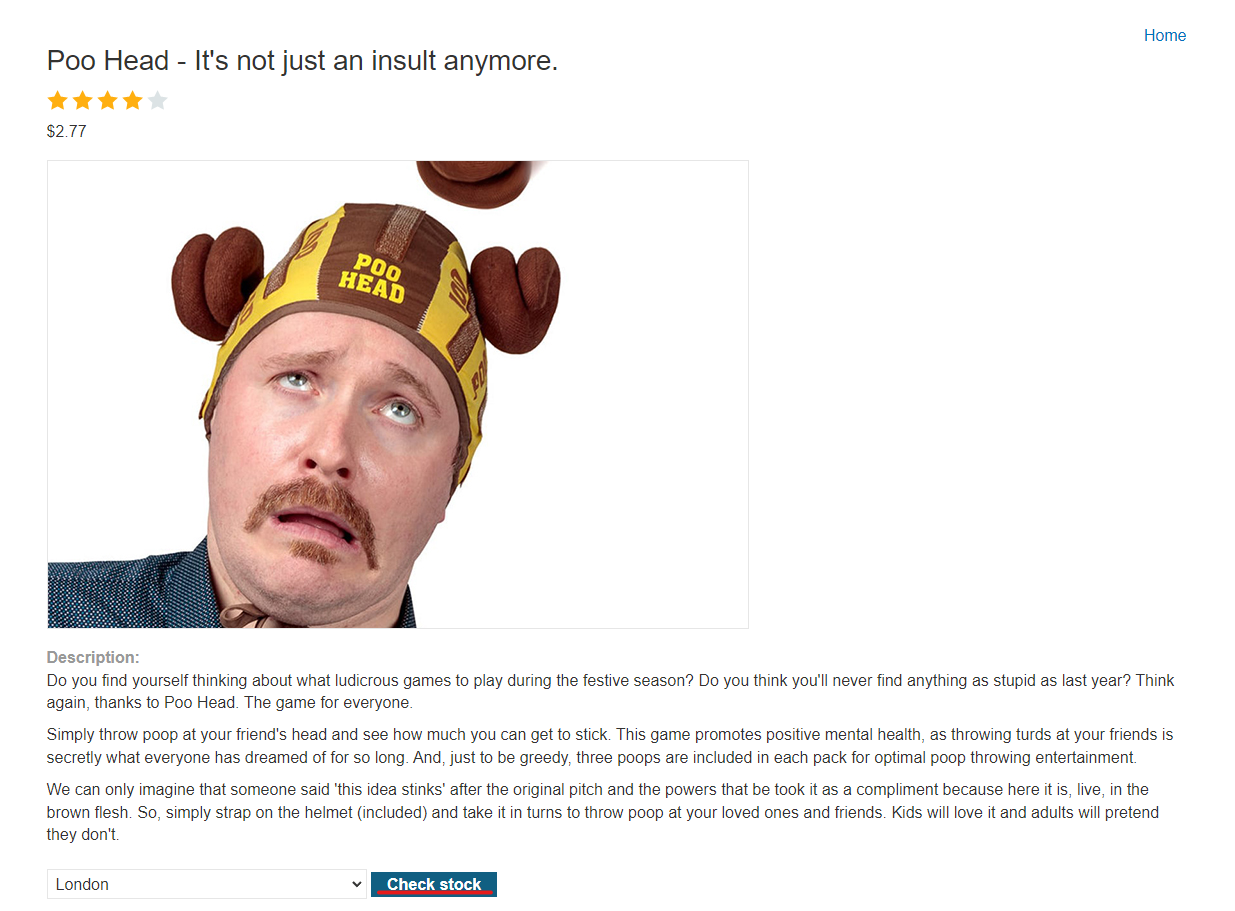 Home
Poo Head - It's not just an insult anymore.
$2.77
POO
HEAD
Description:
Do you find yourself thinking about what ludicrous games to play during the festive season? Do you think you'll never find anything as stupid as last year? Think
again, thanks to Poo Head. The game for everyone.
Simply throw poop at your friend's head and see how much you can get to stick. This game promotes positive mental health, as throwing turds at your friends is
secretly what everyone has dreamed of for so long. And, just to be greedy, three poops are included in each pack for optimal poop throwing entertainment.
We can only imagine that someone said 'this idea stinks' after the original pitch and the powers that be took it as a compliment because here it is, live, in the
brown flesh. So, simply strap on the helmet (included) and take it in turns to throw poop at your loved ones and friends. Kids will love it and adults will pretend
they don't.
London
Check stock